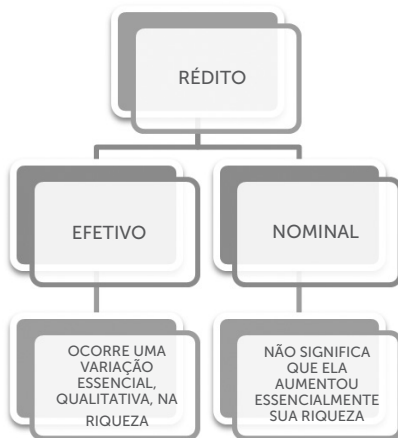 RÉDITO
EFETIVO
NOMINAL
OCORRE UMA
VARIAÇÃO
ESSENCIAL,
QUALITATIVA, NA
RIQUEZA
NÃO SIGNIFICA
QUE ELA
AUMENTOU
ESSENCIALMENTE
SUA RIQUEZA